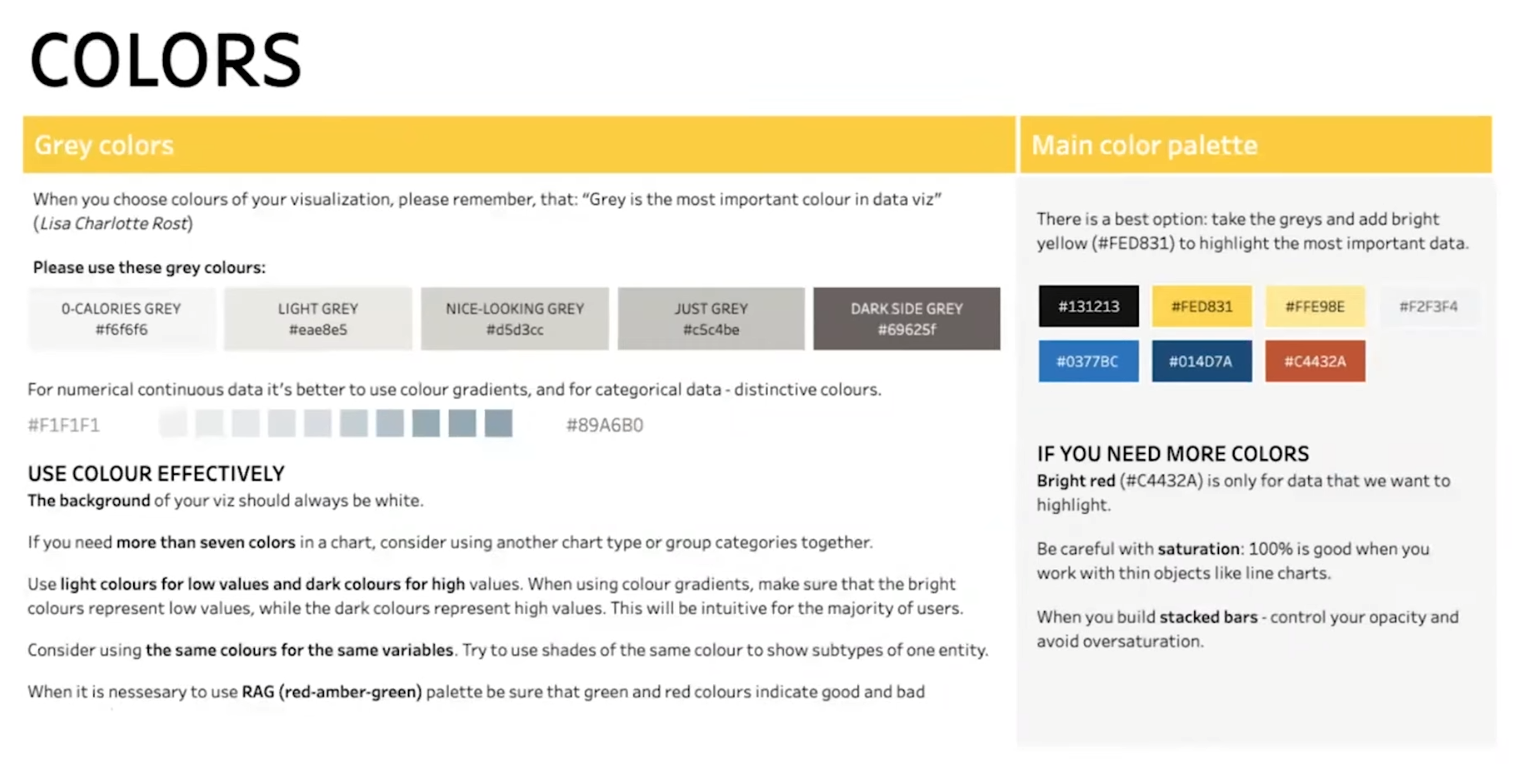 COLORS
Grey colors
When you choose colours of your visualization, please remember, that: “Grey is the most important colour in data viz”
(Lisa Charlotte Rost)
Please use these grey colours:
0-CALORIES GREY
#f6f6f6
LIGHT GREY
#eae8e5
NICE-LOOKING GREY
#d5d3cc
JUST GREY
#c5c4be
DARK SIDE GREY
#69625f
For numerical continuous data it’s better to use colour gradients, and for categorical data - distinctive colours.
#F1F1F1
#89A6B0
USE COLOUR EFFECTIVELY
The background of your viz should always be white.
If you need more than seven colors in a chart, consider using another chart type or group categories together.
Use light colours for low values and dark colours for high values. When using colour gradients, make sure that the bright
colours represent low values, while the dark colours represent high values. This will be intuitive for the majority of users.
Consider using the same colours for the same variables. Try to use shades of the same colour to show subtypes of one entity.
When it is nessesary to use RAG (red-amber-green) palette be sure that green and red colours indicate good and bad
Main color palette
There is a best option: take the greys and add bright
yellow (#FED831) to highlight the most important data.
#131213
#FED831
#FFE98E
#F2F3F4
#0377BC
#014D7A
#C4432A
IF YOU NEED MORE COLORS
Bright red (#C4432A) is only for data that we want to
highlight.
Be careful with saturation: 100% is good when you
work with thin objects like line charts.
When you build stacked bars - control your opacity and
avoid oversaturation.